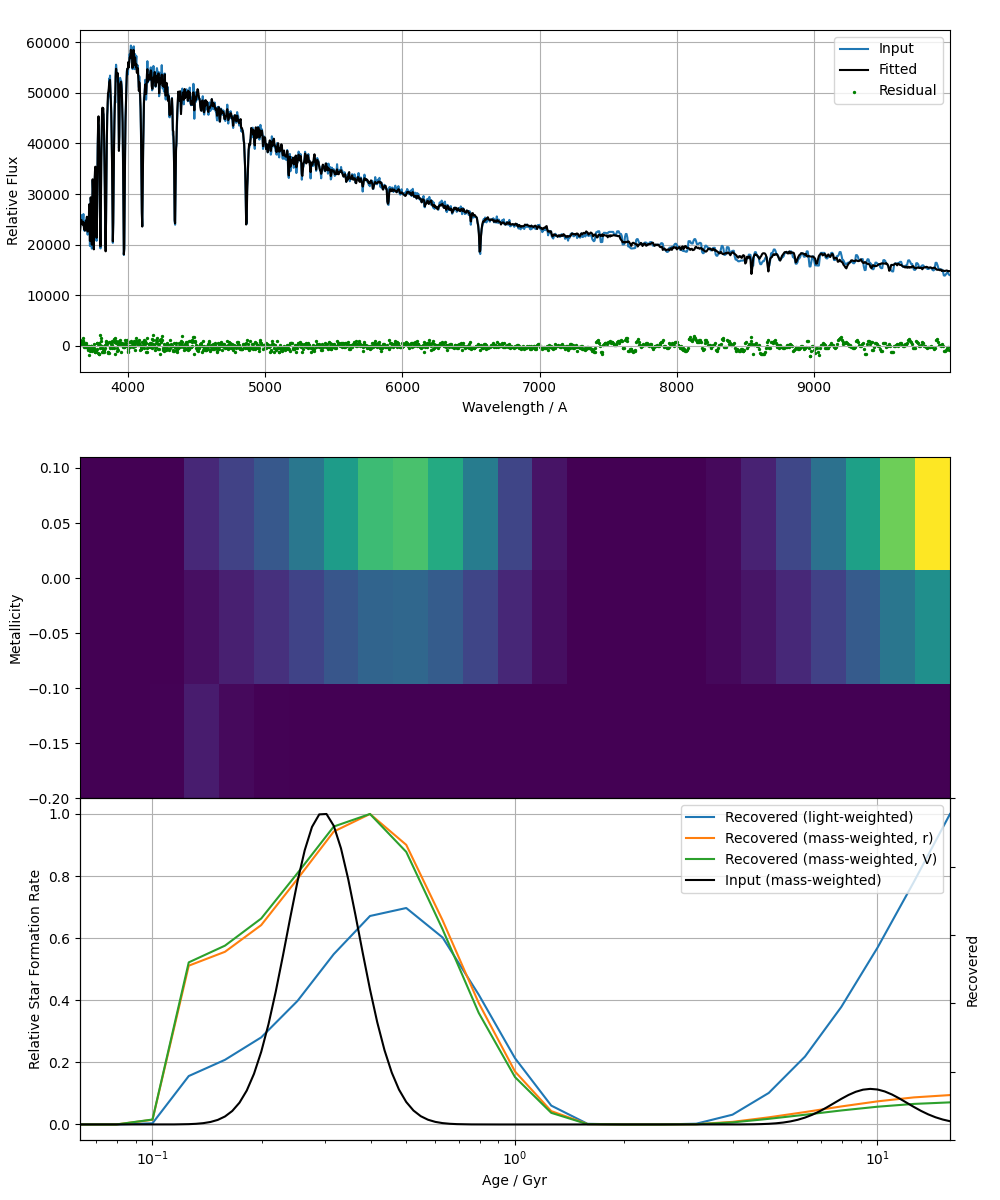 60000
50000
40000
30000
20000
10000
0
Relative Flux
Input
Fitted
Residual
4000 5000 6000 7000 8000 9000
Wavelength / A
0.10
0.05
0.00
−0.05
−0.10
−0.15
−0.20
Metallicity
1.0
0.8
0.6
0.4
0.2
0.0
Relative Star Formation Rate
Recovered (light-weighted)
Recovered (mass-weighted, r)
Recovered (mass-weighted, V)
Input (mass-weighted)
Recovered
10⁻¹ 10⁰ 10¹
Age / Gyr